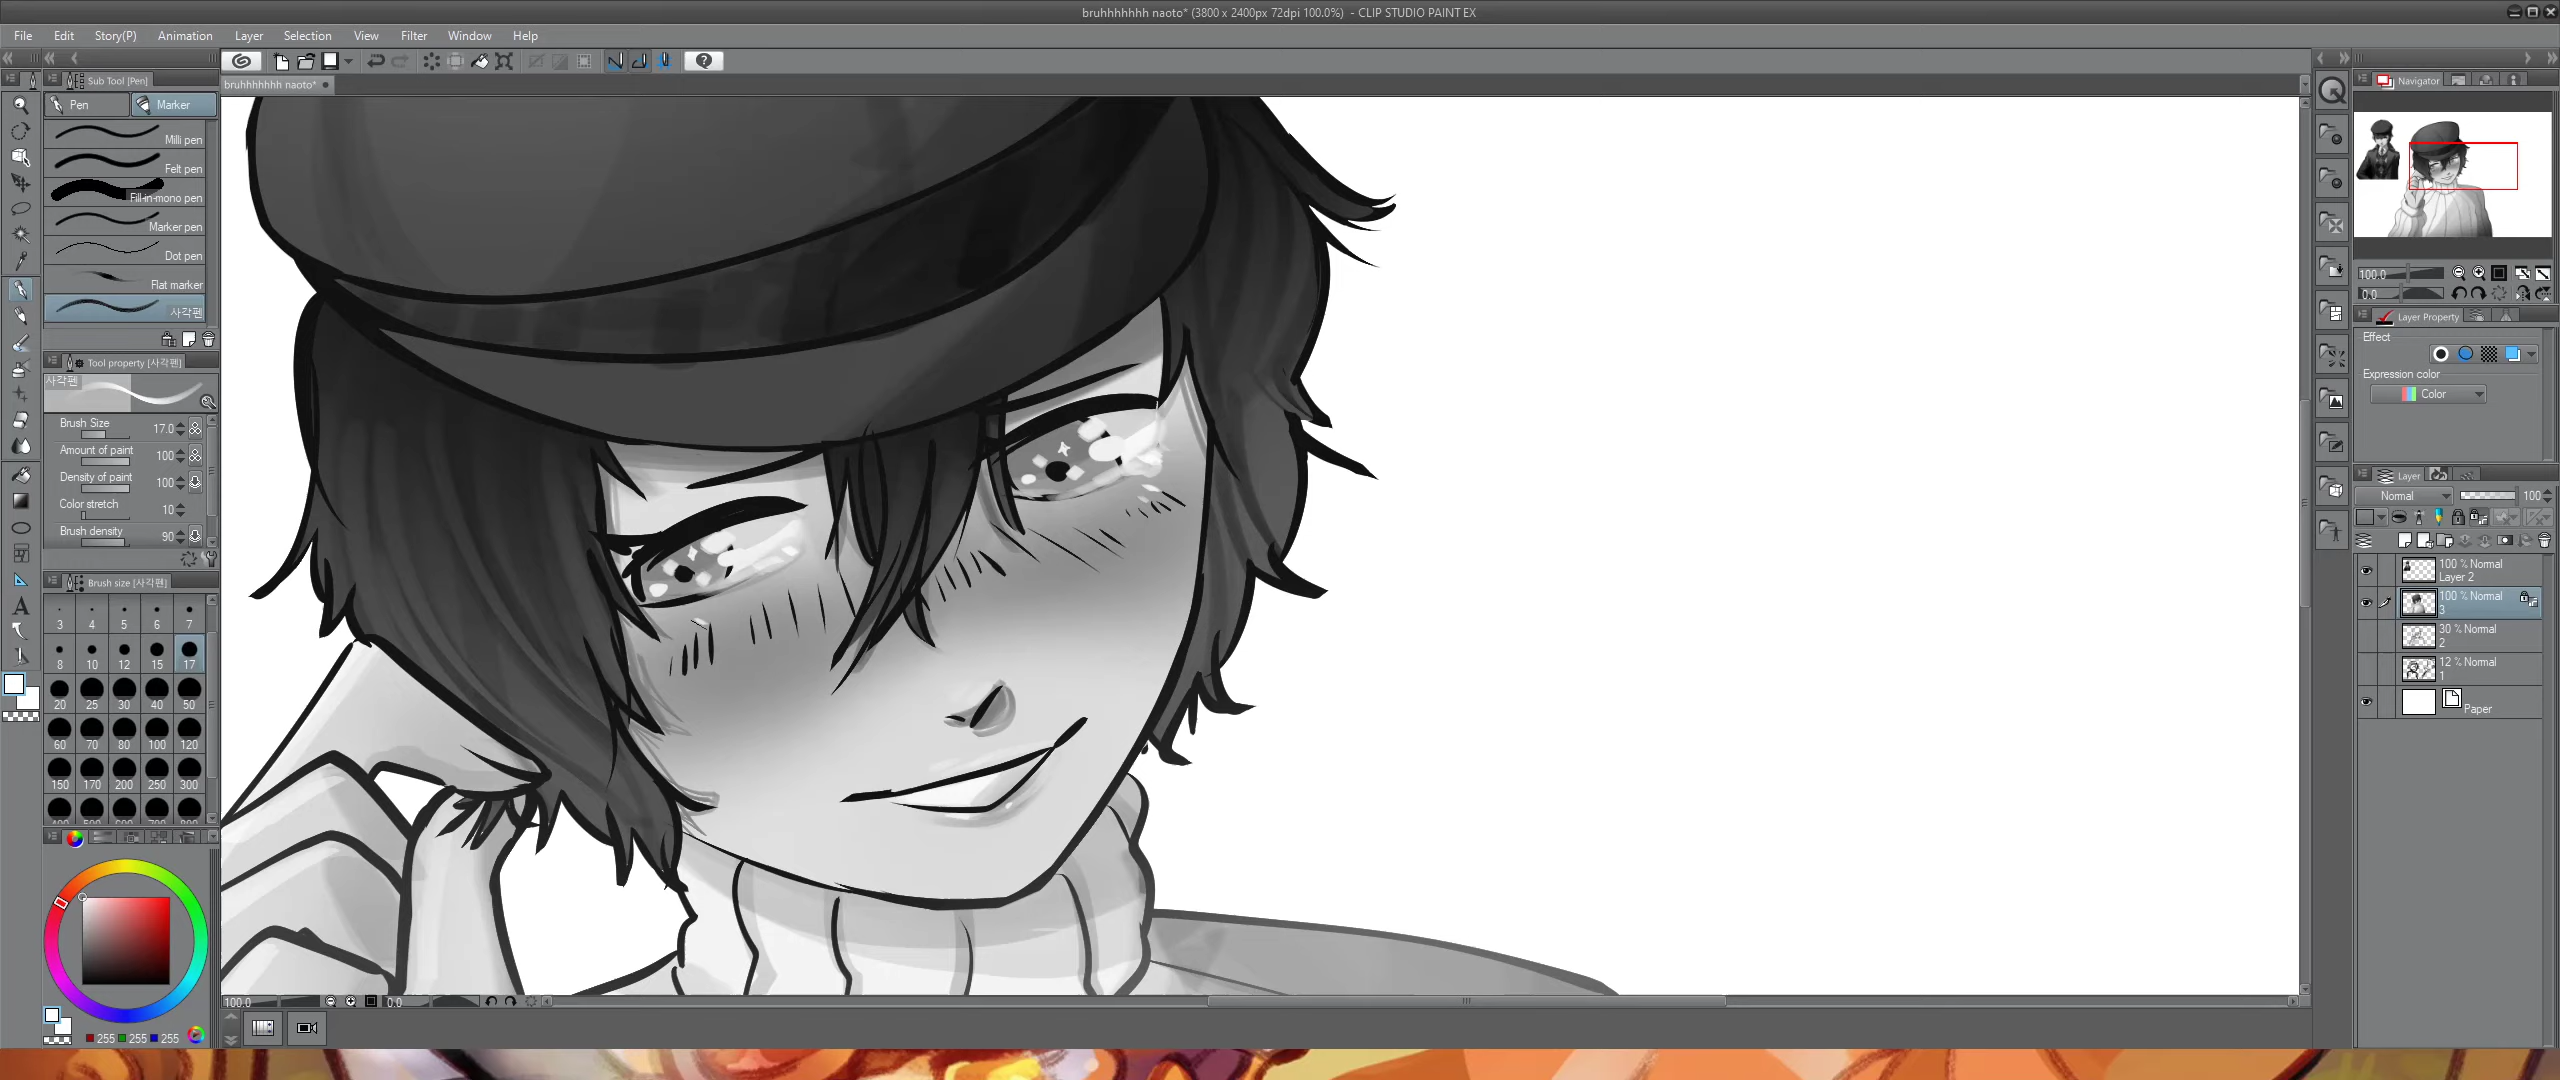 bruhhhhhhh naoto* (3800 x 2400px 72dpi 100.0%) - CLIP STUDIO PAINT EX
File Edit Story(P) Animation Layer Selection Filter View Window Help
bruhhhhhhh naoto*
Sub Tool [Pen]
Pen Marker
Milli pen
Felt pen
Fill-in-mono pen
Marker pen
Dot pen
Flat marker
사각펜
Tool property [사각펜]
사각펜
Brush Size 17.0
Amount of paint 100
Density of paint 100
Color stretch 10
Brush density 90
Brush size [사각펜]
3 4 5 6 7
8 10 12 15 17
20 25 30 40 50
60 70 80 100 120
150 170 200 250 300
255 255 255
100.0 0.0
Navigator
100.0
0.0
Layer Property
Effect
Expression color
Color
Layer
Normal 100
100 % Normal
Layer 2
100 % Normal
3
30 % Normal
2
12 % Normal
1
Paper